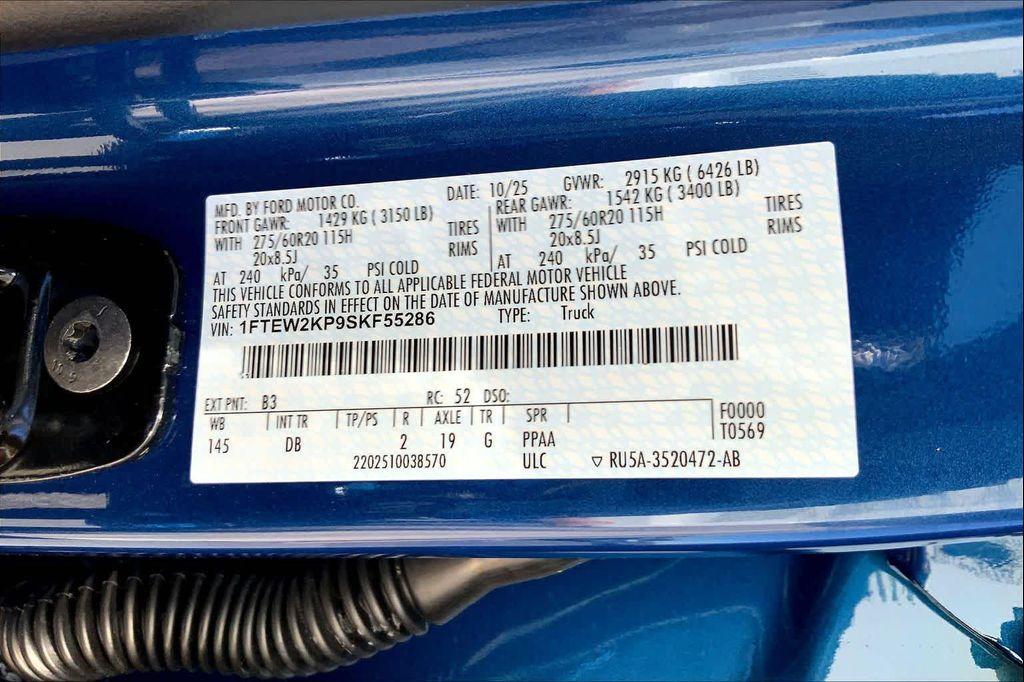 MFD. BY FORD MOTOR CO. DATE: 10/25 GVWR: 2915 KG ( 6426 LB)
FRONT GAWR: 1429 KG ( 3150 LB) REAR GAWR: 1542 KG ( 3400 LB)
WITH 275/60R20 115H TIRES WITH 275/60R20 115H TIRES
20x8.5J RIMS 20x8.5J RIMS
AT 240 kPa/ 35 PSI COLD AT 240 kPa/ 35 PSI COLD
THIS VEHICLE CONFORMS TO ALL APPLICABLE FEDERAL MOTOR VEHICLE
SAFETY STANDARDS IN EFFECT ON THE DATE OF MANUFACTURE SHOWN ABOVE.
VIN: 1FTEW2KP9SKF55286 TYPE: Truck
EXT PNT: B3 RC: 52 DSO:
WB INT TR TP/PS R AXLE TR SPR F0000
145 DB 2 19 G PPAA T0569
2202510038570 ULC ▽ RU5A-3520472-AB